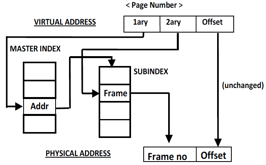 < Page Number >
VIRTUAL ADDRESS 1ary 2ary Offset
MASTER INDEX
SUBINDEX
Addr Frame
(unchanged)
PHYSICAL ADDRESS
Frame no Offset